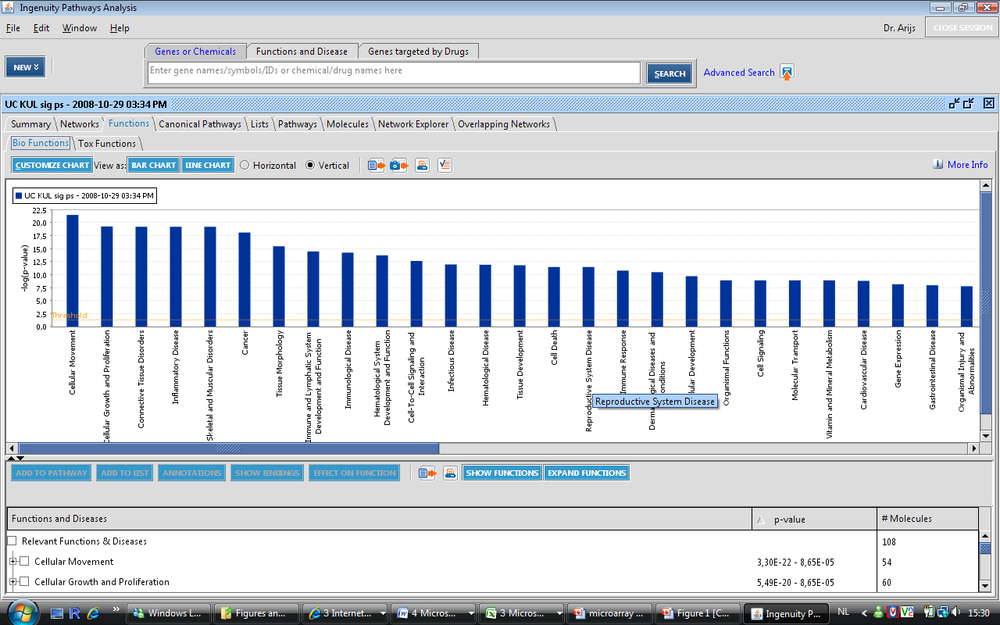 Ingenuity Pathways Analysis
File Edit Window Help
Dr. Arijs CLOSE SESSION
Genes or Chemicals Functions and Disease Genes targeted by Drugs
NEW
Enter gene names/symbols/IDs or chemical/drug names here
SEARCH
Advanced Search
UC KUL sig ps - 2008-10-29 03:34 PM
Summary Networks Functions Canonical Pathways Lists Pathways Molecules Network Explorer Overlapping Networks
Bio Functions Tox Functions
CUSTOMIZE CHART View as: BAR CHART LINE CHART Horizontal Vertical More Info
UC KUL sig ps - 2008-10-29 03:34 PM
22,5
20,0
17,5
15,0
12,5
10,0
7,5
5,0
2,5
0,0
-log(p-value)
Threshold
Cellular Movement
Cellular Growth and Proliferation
Connective Tissue Disorders
Inflammatory Disease
Skeletal and Muscular Disorders
Cancer
Tissue Morphology
Immune and Lymphatic System
Development and Function
Immunological Disease
Hematological System
Development and Function
Cell-To-Cell Signaling and
Interaction
Infectious Disease
Hematological Disease
Tissue Development
Cell Death
Reproductive System Disease
Immune Response
Derma ogical Diseases and
onditions
llular Development
Organismal Functions
Cell Signaling
Molecular Transport
Vitamin and Mineral Metabolism
Cardiovascular Disease
Gene Expression
Gastrointestinal Disease
Organismal Injury and
Abnormalities
Reproductive System Disease
ADD TO PATHWAY ADD TO LIST ANNOTATIONS SHOW FINDINGS EFFECT ON FUNCTION SHOW FUNCTIONS EXPAND FUNCTIONS
Functions and Diseases p-value # Molecules
Relevant Functions & Diseases 108
Cellular Movement 3,30E-22 - 8,65E-05 54
Cellular Growth and Proliferation 5,49E-20 - 8,65E-05 60
Windows L... Figures an... 3 Internet... 4 Micros... 3 Micros... microarray ... Figure 1 [C... Ingenuity P... NL 15:30